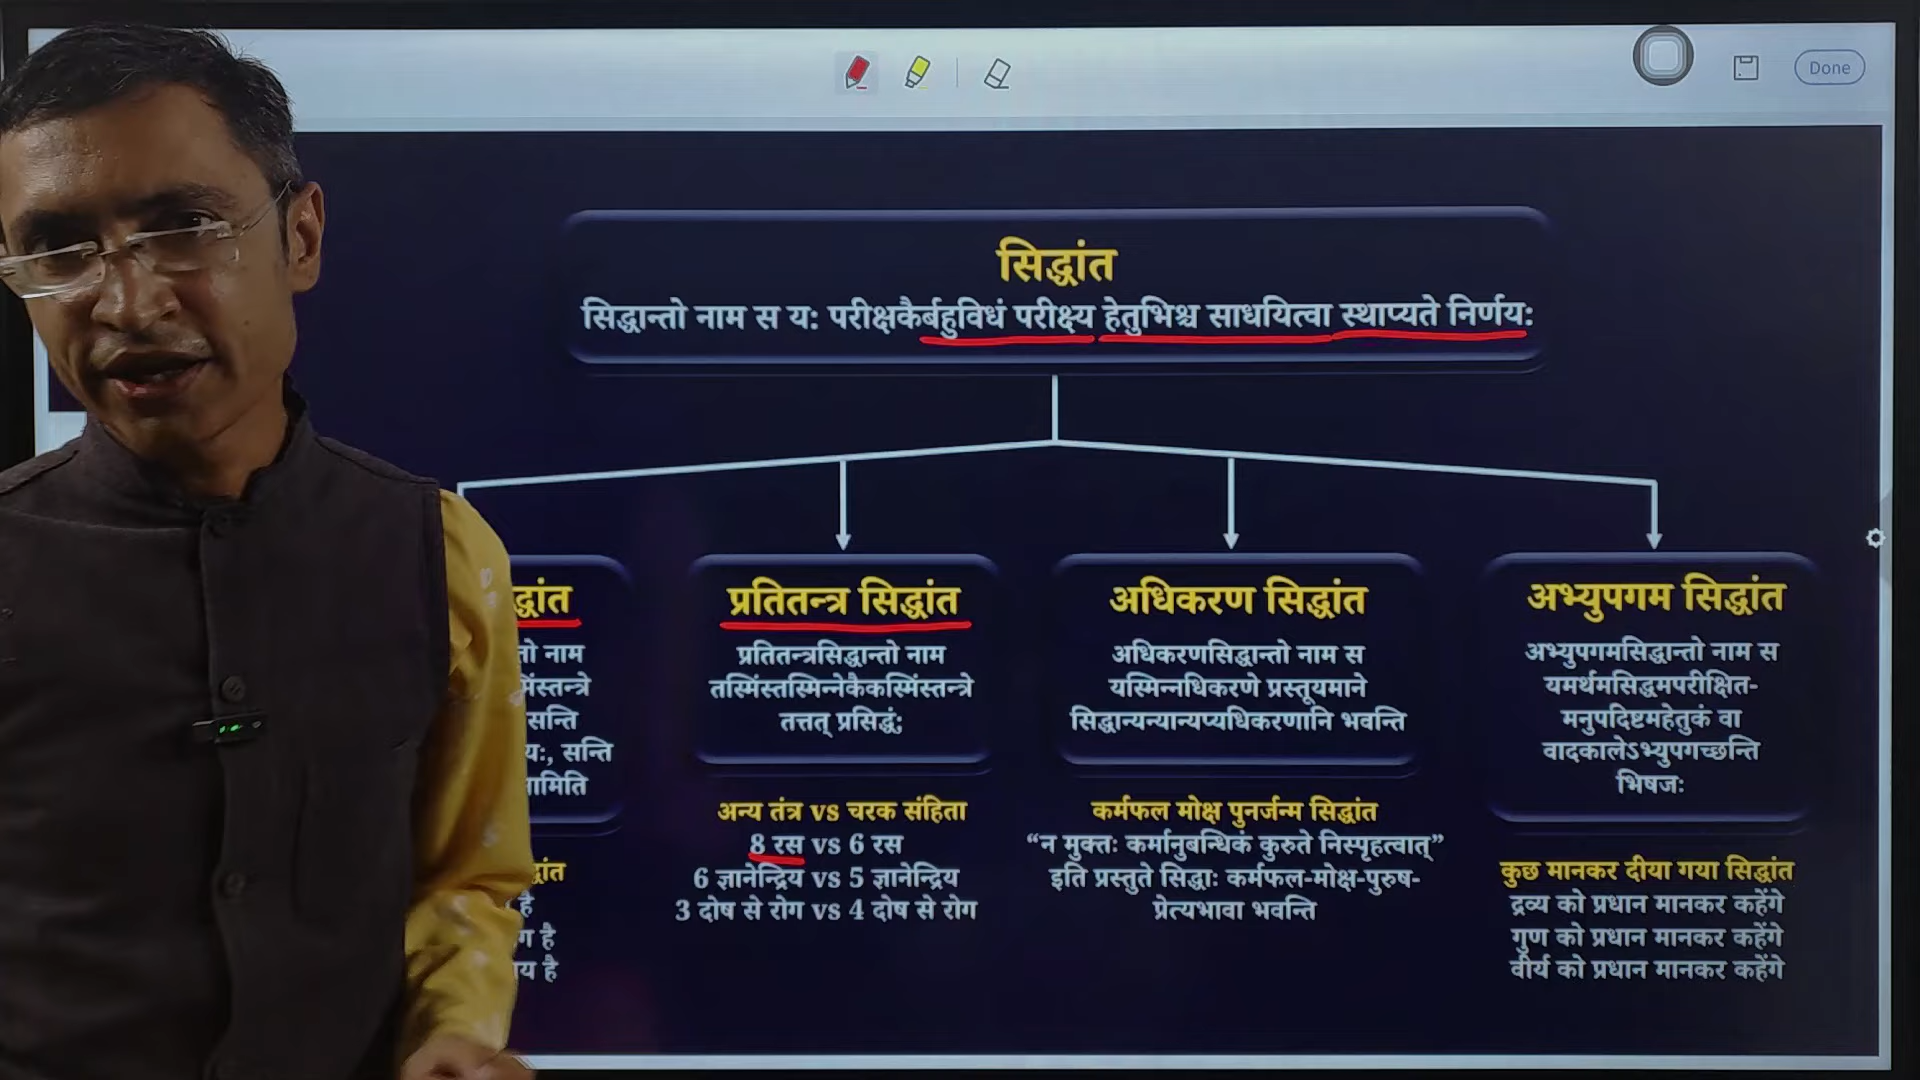 Done
सिद्धांत
सिद्धान्तो नाम स यः परीक्षकैर्बहुविधं परीक्ष्य हेतुभिश्च साधयित्वा स्थाप्यते निर्णयः
प्रतितन्त्र सिद्धांत
प्रतितन्त्रसिद्धान्तो नाम
तस्मिंस्तस्मिन्नेकैकस्मिंस्तन्त्रे
तत्तत् प्रसिद्धं;
अन्य तंत्र vs चरक संहिता
8 रस vs 6 रस
6 ज्ञानेन्द्रिय vs 5 ज्ञानेन्द्रिय
3 दोष से रोग vs 4 दोष से रोग
अधिकरण सिद्धांत
अधिकरणसिद्धान्तो नाम स
यस्मिन्नधिकरणे प्रस्तूयमाने
सिद्धान्यन्यान्यप्यधिकरणानि भवन्ति
कर्मफल मोक्ष पुनर्जन्म सिद्धांत
“न मुक्तः कर्मानुबन्धिकं कुरुते निस्पृहत्वात्”
इति प्रस्तुते सिद्धाः कर्मफल-मोक्ष-पुरुष-
प्रेत्यभावा भवन्ति
अभ्युपगम सिद्धांत
अभ्युपगमसिद्धान्तो नाम स
यमर्थमसिद्धमपरीक्षित-
मनुपदिष्टमहेतुकं वा
वादकालेऽभ्युपगच्छन्ति
भिषजः
कुछ मानकर दीया गया सिद्धांत
द्रव्य को प्रधान मानकर कहेंगे
गुण को प्रधान मानकर कहेंगे
वीर्य को प्रधान मानकर कहेंगे
द्धांत
तो नाम
मिंस्तन्त्रे
सन्ति
यः, सन्ति
ामिति
द्धांत
है
ग है
य है